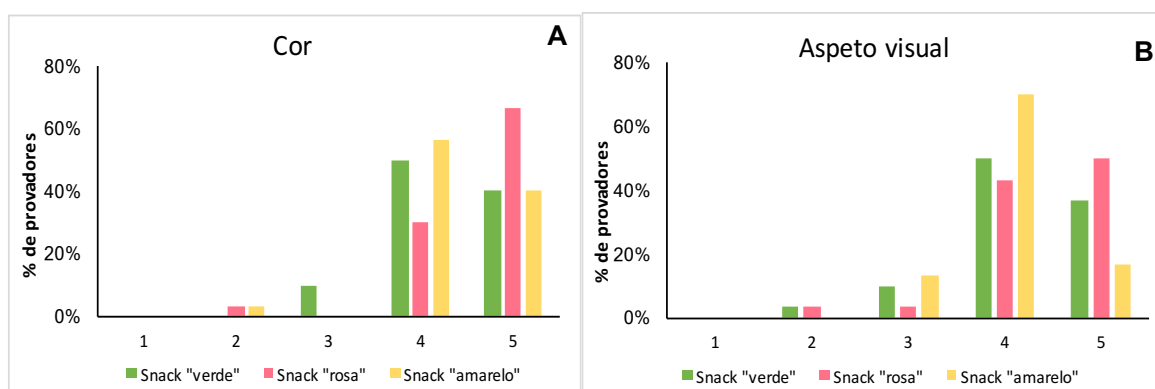 Cor
A
80%
60%
40%
20%
0%
% de provadores
1 2 3 4 5
Snack "verde" Snack "rosa" Snack "amarelo"
Aspeto visual
B
80%
60%
40%
20%
0%
% de provadores
1 2 3 4 5
Snack "verde" Snack "rosa" Snack "amarelo"